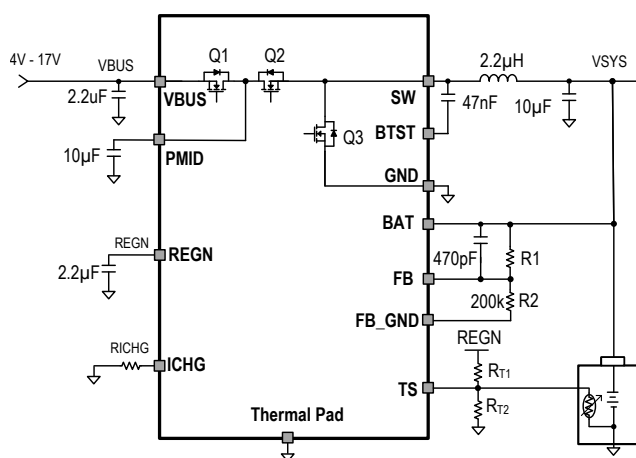 4V - 17V
VBUS
2.2uF
VBUS
Q1
Q2
SW
2.2µH
VSYS
47nF
10µF
BTST
Q3
10µF
PMID
GND
BAT
REGN
REGN
2.2µF
470pF
R1
FB
200k
R2
FB_GND
RICHG
ICHG
REGN
TS
RT1
RT2
Thermal Pad